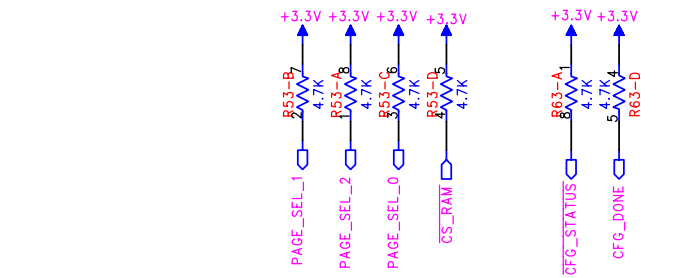 +3.3V +3.3V +3.3V +3.3V +3.3V +3.3V
7 8 6 5 1 4
R53-B 4.7K R53-A 4.7K R53-C 4.7K R53-D 4.7K R63-A 4.7K 4.7K R63-D
2 1 3 4 8 5
PAGE_SEL_1 PAGE_SEL_2 PAGE_SEL_0 CS_RAM CFG_STATUS CFG_DONE